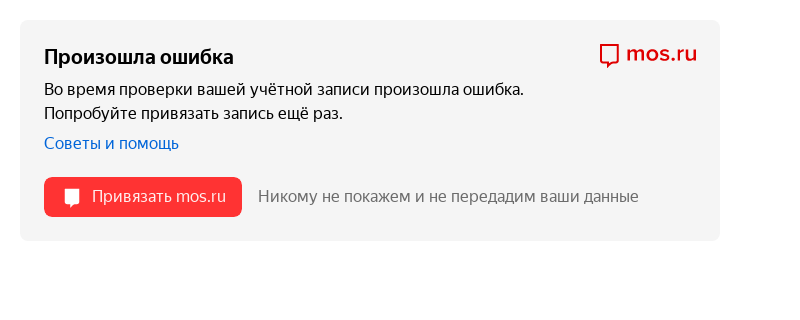 Произошла ошибка
mos.ru
Во время проверки вашей учётной записи произошла ошибка.
Попробуйте привязать запись ещё раз.
Советы и помощь
Привязать mos.ru
Никому не покажем и не передадим ваши данные